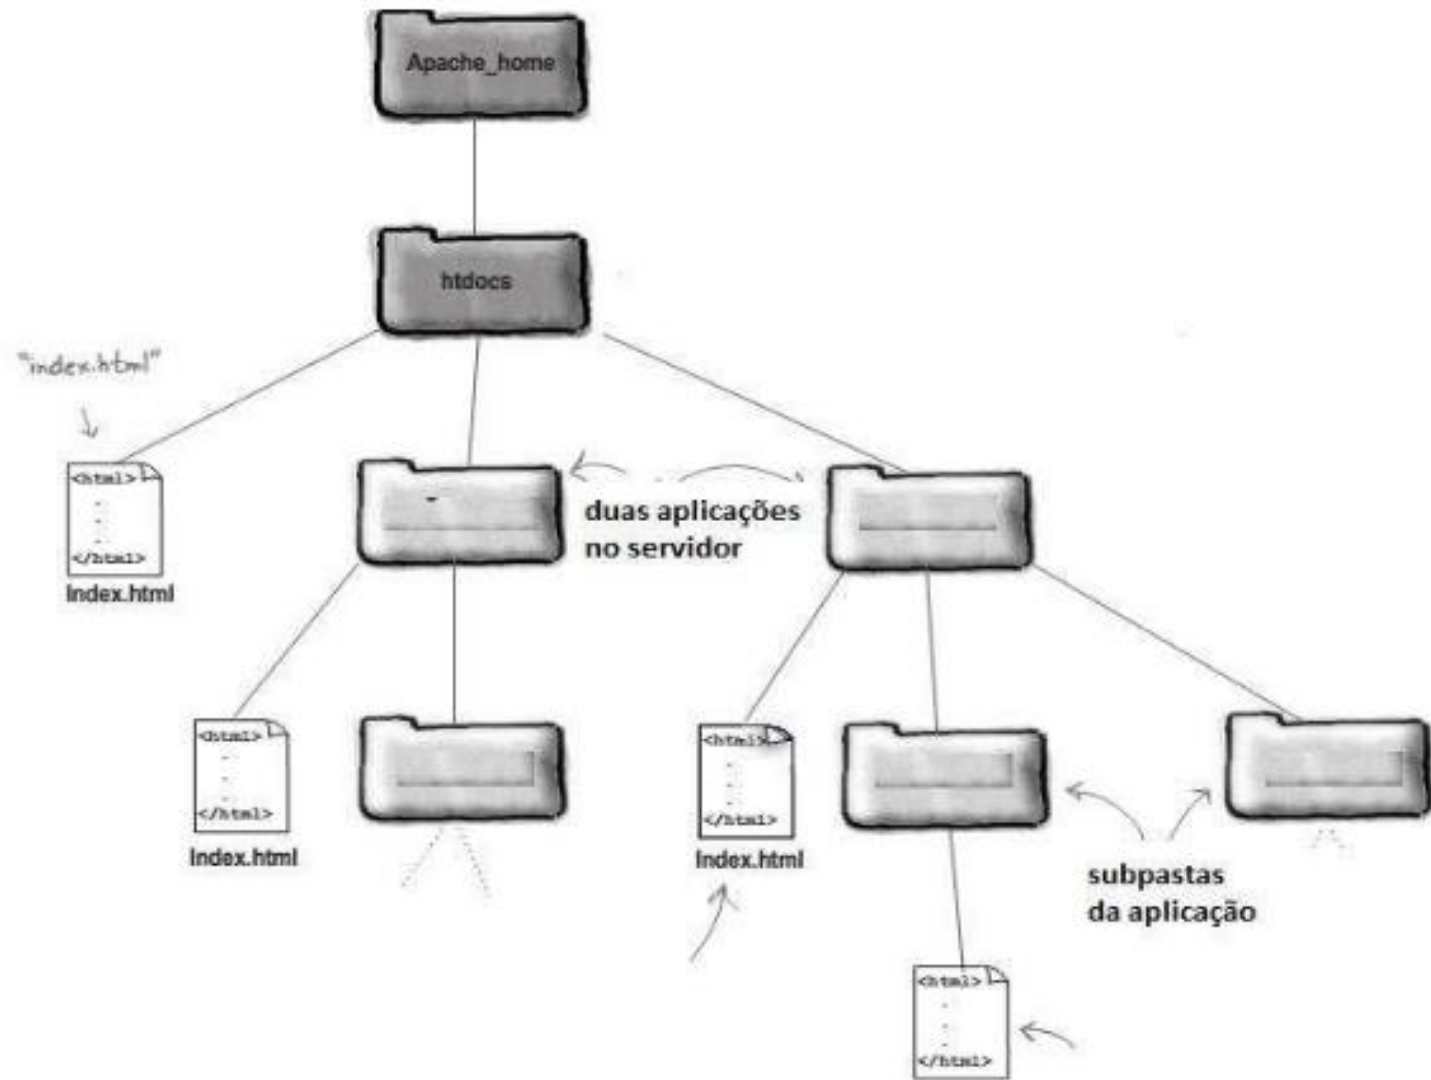 Apache_home
htdocs
"index.html"
<html>
</html>
Index.html
duas aplicações
no servidor
<html>
</html>
Index.html
<html>
</html>
Index.html
subpastas
da aplicação
<html>
</html>